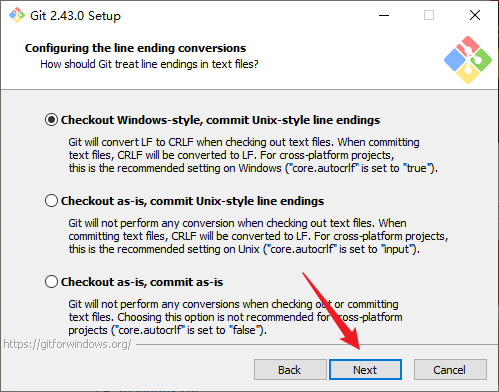 Git 2.43.0 Setup
Configuring the line ending conversions
How should Git treat line endings in text files?
Checkout Windows-style, commit Unix-style line endings
Git will convert LF to CRLF when checking out text files. When committing
text files, CRLF will be converted to LF. For cross-platform projects,
this is the recommended setting on Windows ("core.autocrlf" is set to "true").
Checkout as-is, commit Unix-style line endings
Git will not perform any conversion when checking out text files. When
committing text files, CRLF will be converted to LF. For cross-platform projects,
this is the recommended setting on Unix ("core.autocrlf" is set to "input").
Checkout as-is, commit as-is
Git will not perform any conversions when checking out or committing
text files. Choosing this option is not recommended for cross-platform
projects ("core.autocrlf" is set to "false").
https://gitforwindows.org/
Back Next Cancel